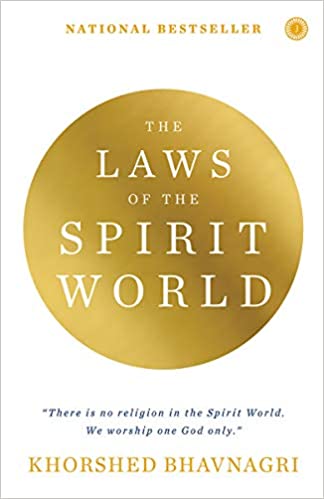 NATIONAL BESTSELLER
THE
LAWS
OF THE
SPIRIT
WORLD
"There is no religion in the Spirit World.
We worship one God only."
KHORSHED BHAVNAGRI